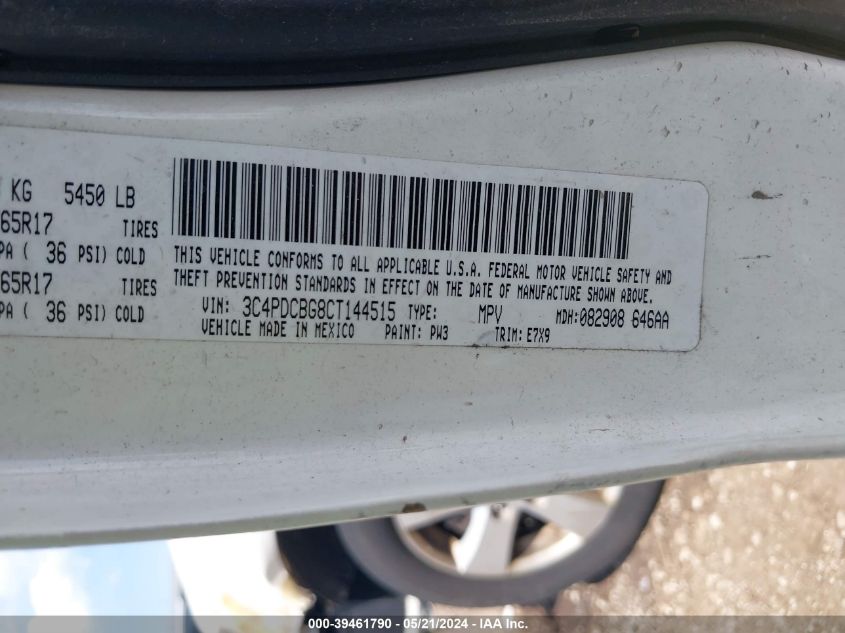 KG 5450 LB
65R17 TIRES
PA ( 36 PSI) COLD
65R17 TIRES
PA ( 36 PSI) COLD
THIS VEHICLE CONFORMS TO ALL APPLICABLE U.S.A. FEDERAL MOTOR VEHICLE SAFETY AND
THEFT PREVENTION STANDARDS IN EFFECT ON THE DATE OF MANUFACTURE SHOWN ABOVE.
VIN: 3C4PDCBG8CT144515 TYPE: MPV MDH:082908 646AA
VEHICLE MADE IN MEXICO PAINT: PW3 TRIM: E7X9
000-39461790 - 05/21/2024 - IAA Inc.